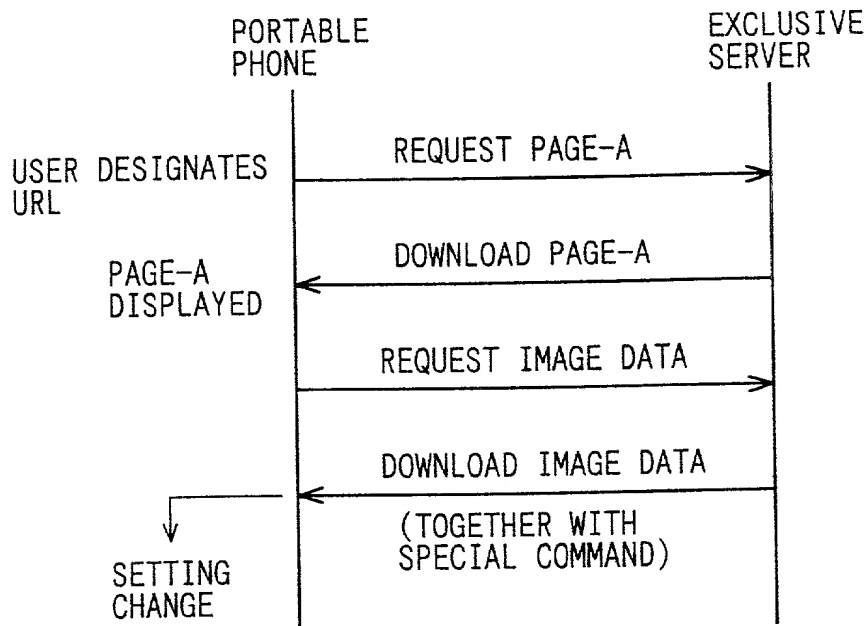 PORTABLE
PHONE
EXCLUSIVE
SERVER
USER DESIGNATES
URL
REQUEST PAGE-A
DOWNLOAD PAGE-A
PAGE-A
DISPLAYED
REQUEST IMAGE DATA
DOWNLOAD IMAGE DATA
(TOGETHER WITH
SPECIAL COMMAND)
SETTING
CHANGE